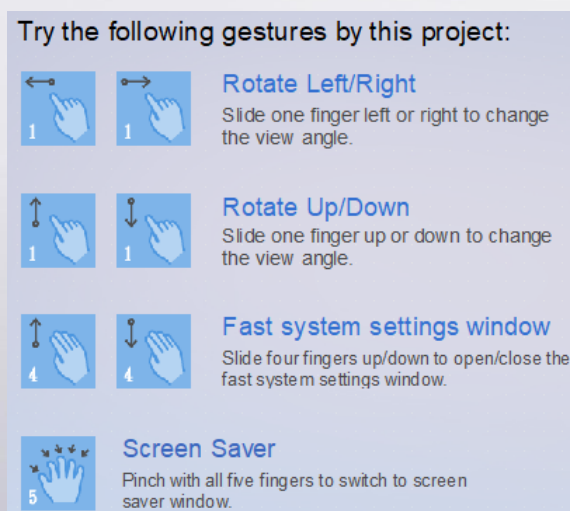 Try the following gestures by this project:
1 1 Rotate Left/Right
Slide one finger left or right to change
the view angle.
1 1 Rotate Up/Down
Slide one finger up or down to change
the view angle.
4 4 Fast system settings window
Slide four fingers up/down to open/close the
fast system settings window.
5 Screen Saver
Pinch with all five fingers to switch to screen
saver window.